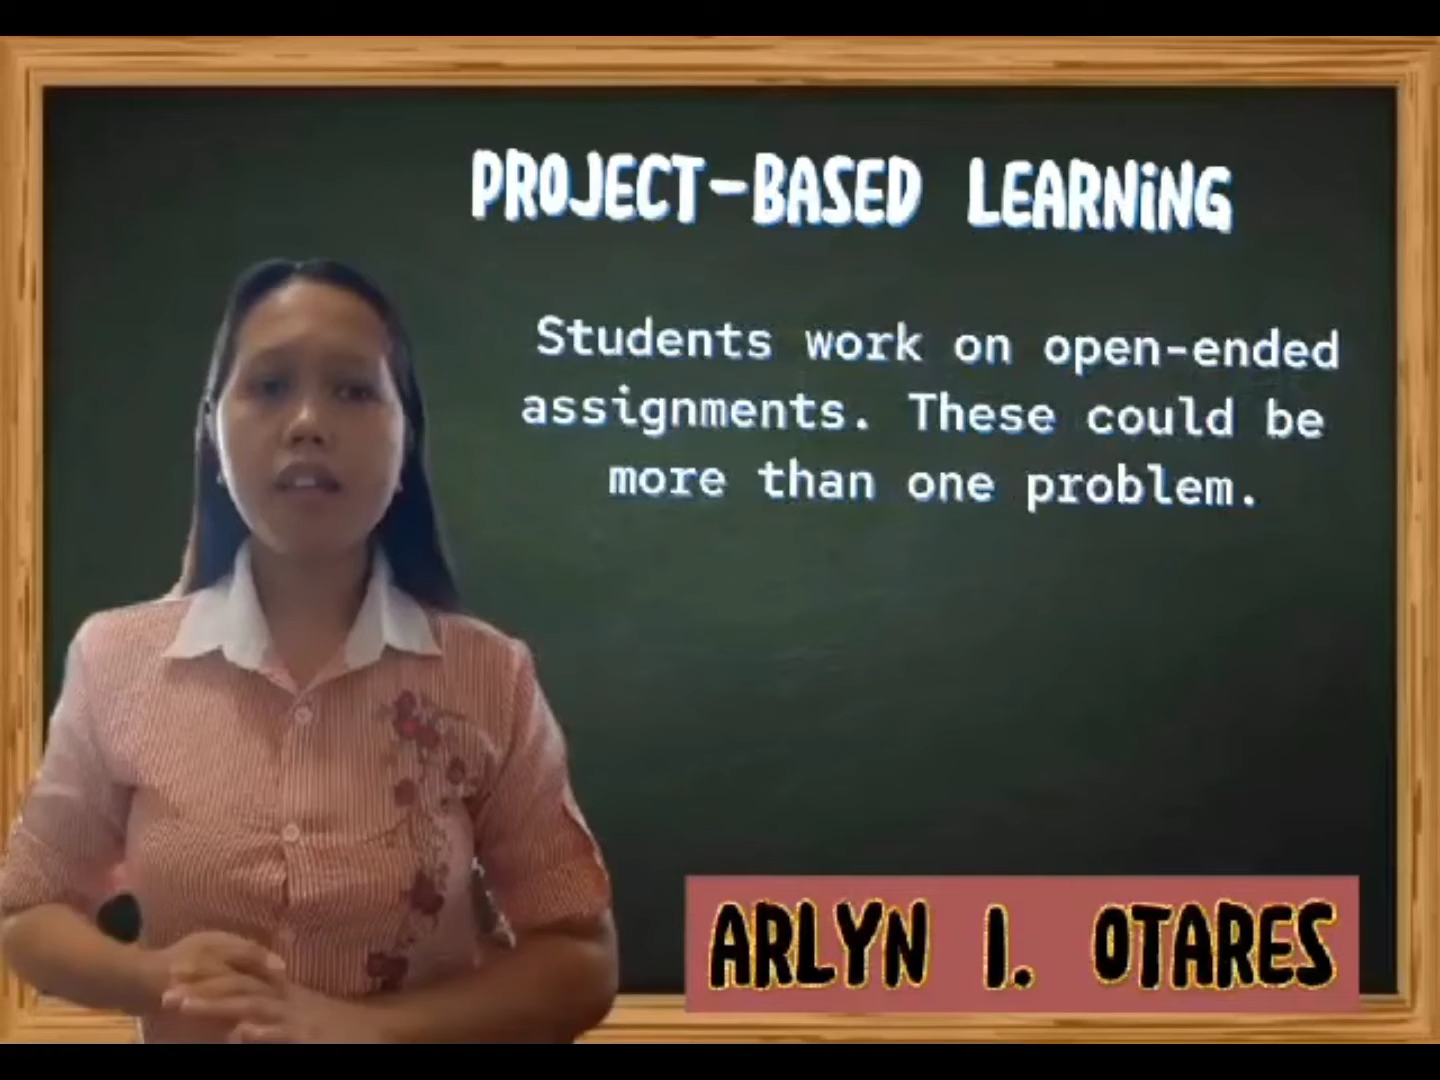 PROJECT-BASED LEARNING
Students work on open-ended
assignments. These could be
more than one problem.
ARLYN I. OTARES